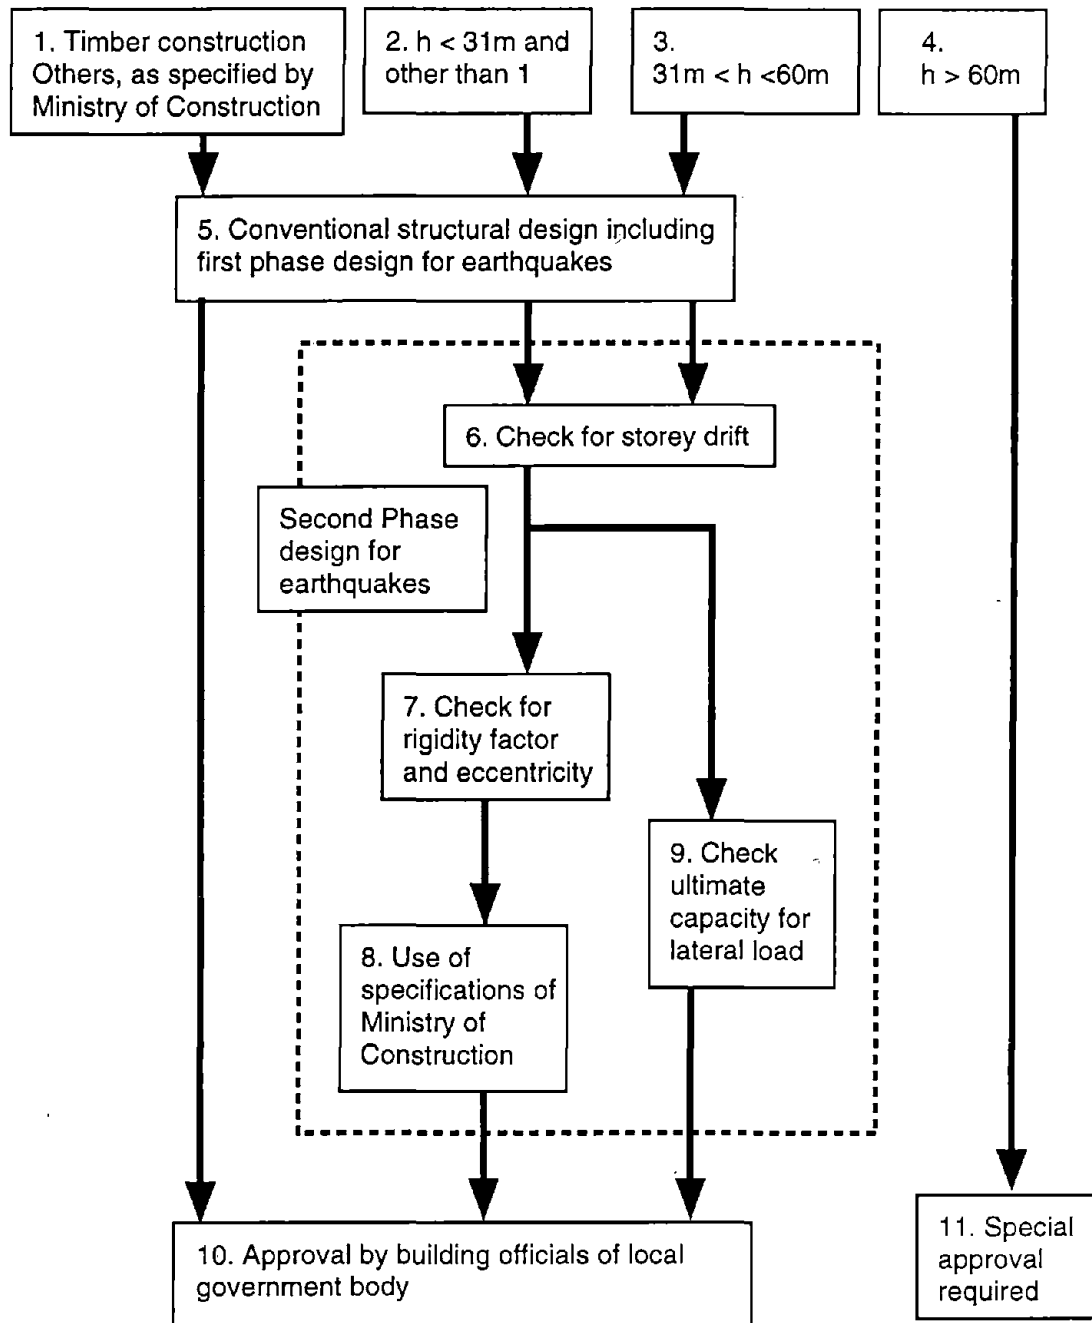 1. Timber construction
Others, as specified by
Ministry of Construction
2. h < 31m and
other than 1
3.
31m < h <60m
4.
h > 60m
5. Conventional structural design including
first phase design for earthquakes
6. Check for storey drift
Second Phase
design for
earthquakes
7. Check for
rigidity factor
and eccentricity
9. Check
ultimate
capacity for
lateral load
8. Use of
specifications of
Ministry of
Construction
10. Approval by building officials of local
government body
11. Special
approval
required